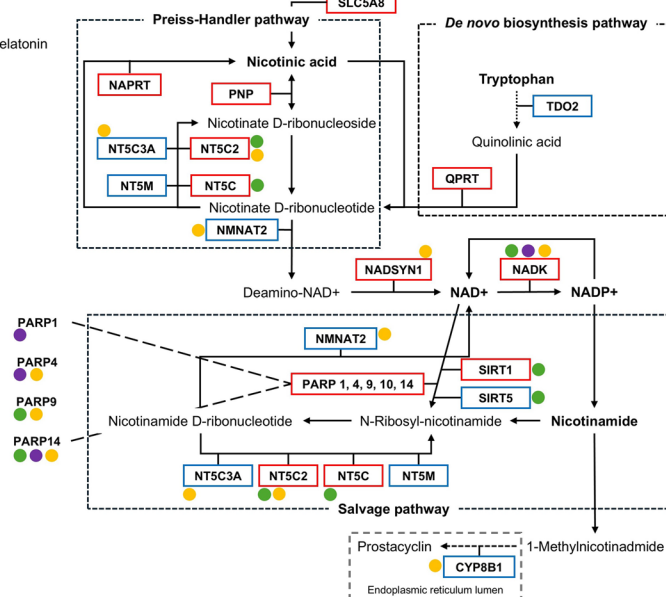 SLC5A8
Preiss-Handler pathway
De novo biosynthesis pathway
elatonin
Nicotinic acid
Tryptophan
NAPRT
PNP
TDO2
Nicotinate D-ribonucleoside
Quinolinic acid
NT5C3A
NT5C2
NT5M
NT5C
QPRT
Nicotinate D-ribonucleotide
NMNAT2
NADSYN1
NADK
Deamino-NAD+
NAD+
NADP+
PARP1
NMNAT2
PARP4
SIRT1
PARP 1, 4, 9, 10, 14
SIRT5
PARP9
Nicotinamide D-ribonucleotide
N-Ribosyl-nicotinamide
Nicotinamide
PARP14
NT5C3A
NT5C2
NT5C
NT5M
Salvage pathway
Prostacyclin
1-Methylnicotinadmide
CYP8B1
Endoplasmic reticulum lumen